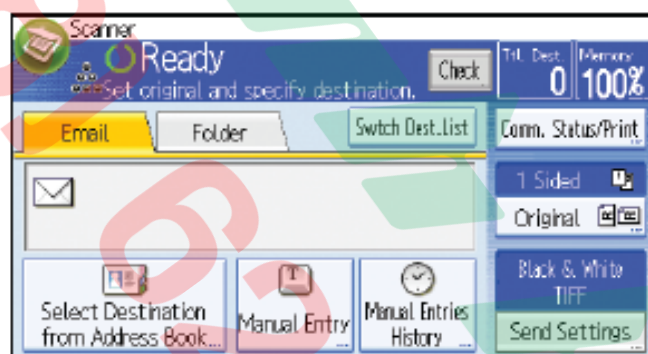 Scanner
Ready
Set original and specify destination.
Check
Ttl. Dest.
0
Memory
100%
Email
Folder
Swtch Dest.List
Comm. Status/Print
1 Sided
Original
Select Destination
from Address Book...
Manual Entry
Manual Entries
History
Black & White
TIFF
Send Settings